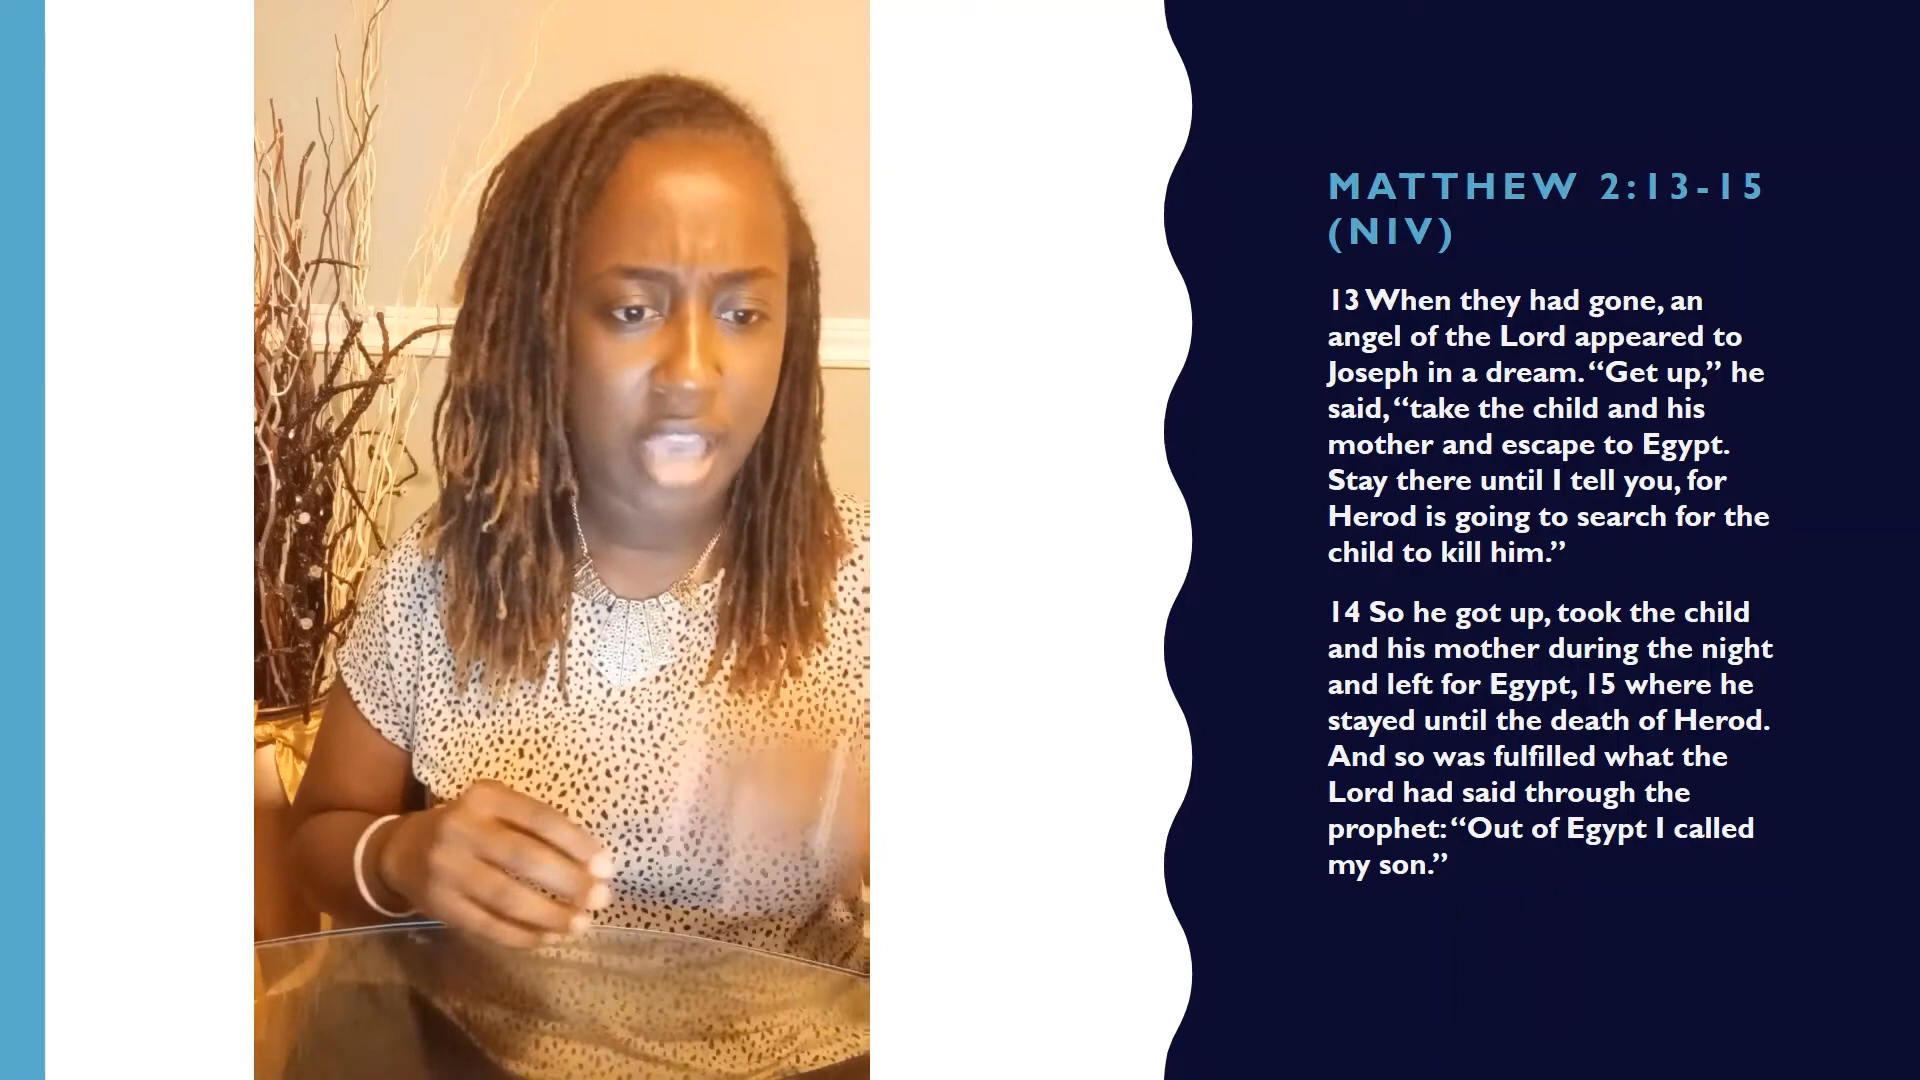 MATTHEW 2:13-15
(NIV)
13 When they had gone, an
angel of the Lord appeared to
Joseph in a dream. “Get up,” he
said, “take the child and his
mother and escape to Egypt.
Stay there until I tell you, for
Herod is going to search for the
child to kill him.”
14 So he got up, took the child
and his mother during the night
and left for Egypt, 15 where he
stayed until the death of Herod.
And so was fulfilled what the
Lord had said through the
prophet: “Out of Egypt I called
my son.”